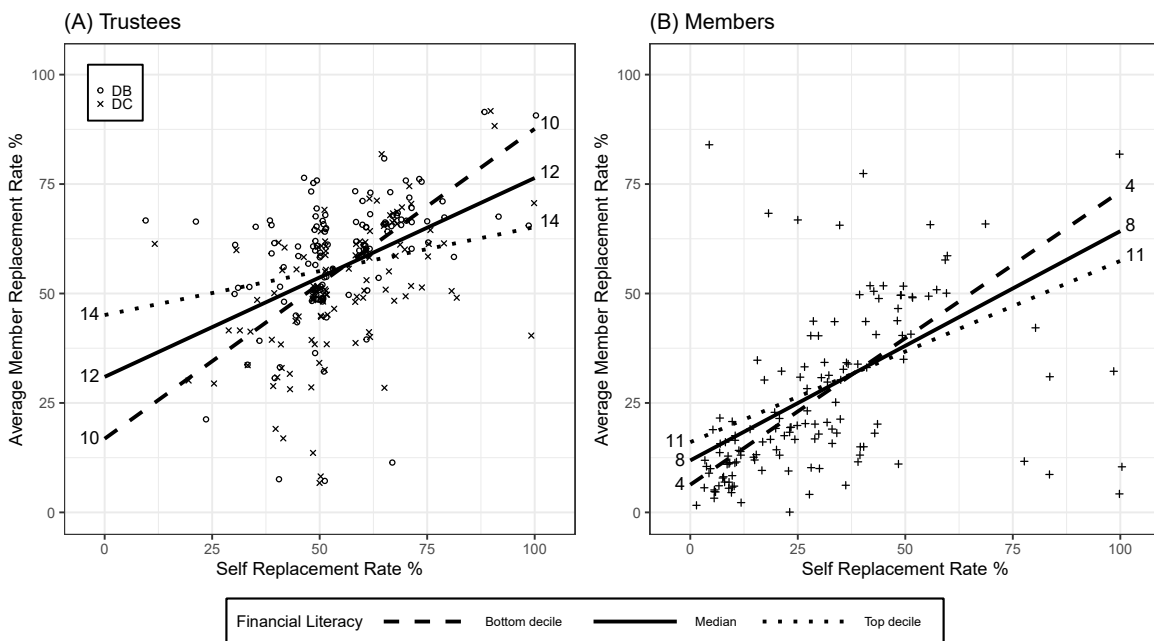 (A) Trustees
(B) Members
Average Member Replacement Rate %
100
75
50
25
0
DB
DC
10
12
14
14
12
10
0
25
50
75
100
Self Replacement Rate %
Average Member Replacement Rate %
100
75
50
25
0
4
8
11
11
8
4
0
25
50
75
100
Self Replacement Rate %
Financial Literacy
Bottom decile
Median
Top decile